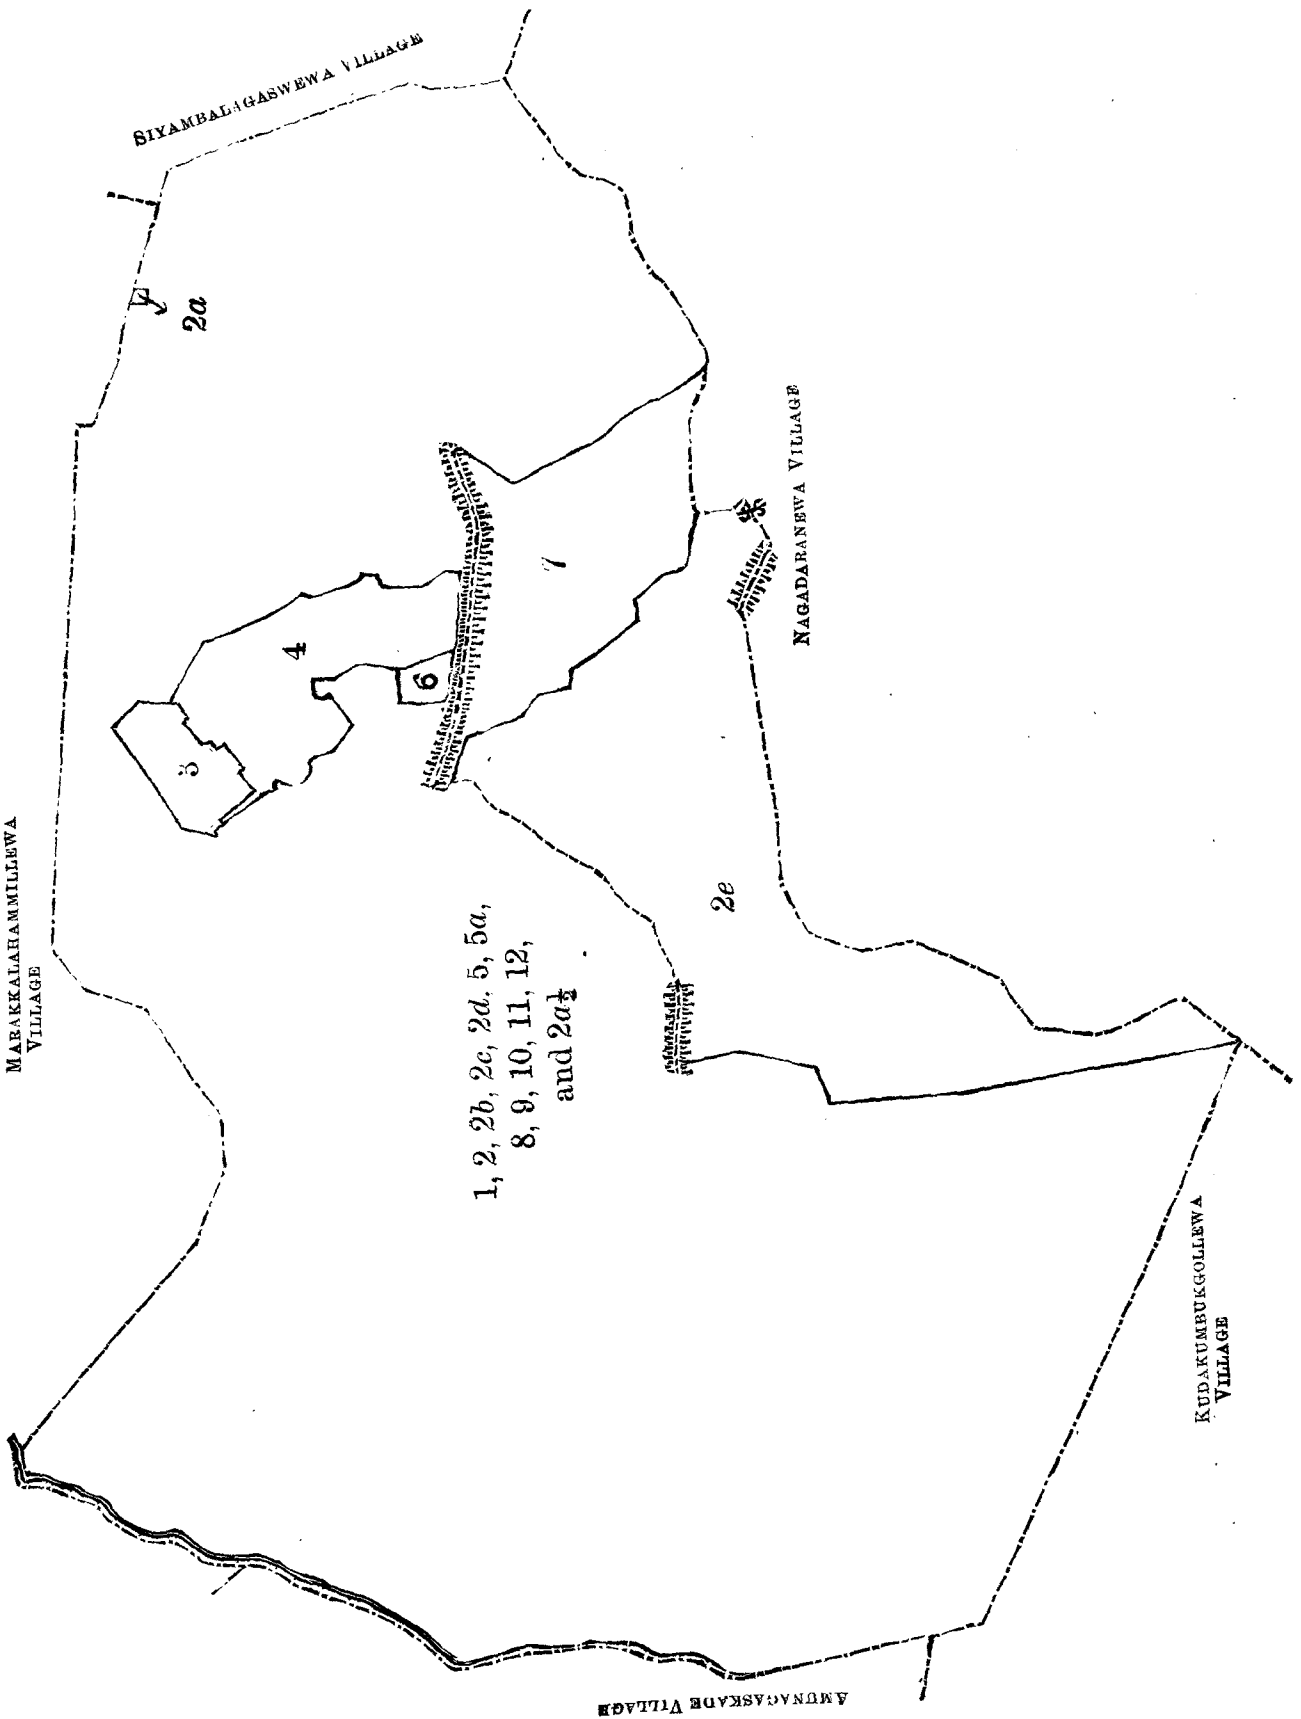 SIYAMBALAGASWEWA VILLAGE
2a
MARAKKALAHAMMILLEWA
VILLAGE
4
3
6
7
NAGADARANEWA VILLAGE
2e
1, 2, 2b, 2c, 2d, 5, 5a,
8, 9, 10, 11, 12,
and 2a½
KUDAKUMBUKGOLLEWA
VILLAGE
AMUNAGASKADE VILLAGE